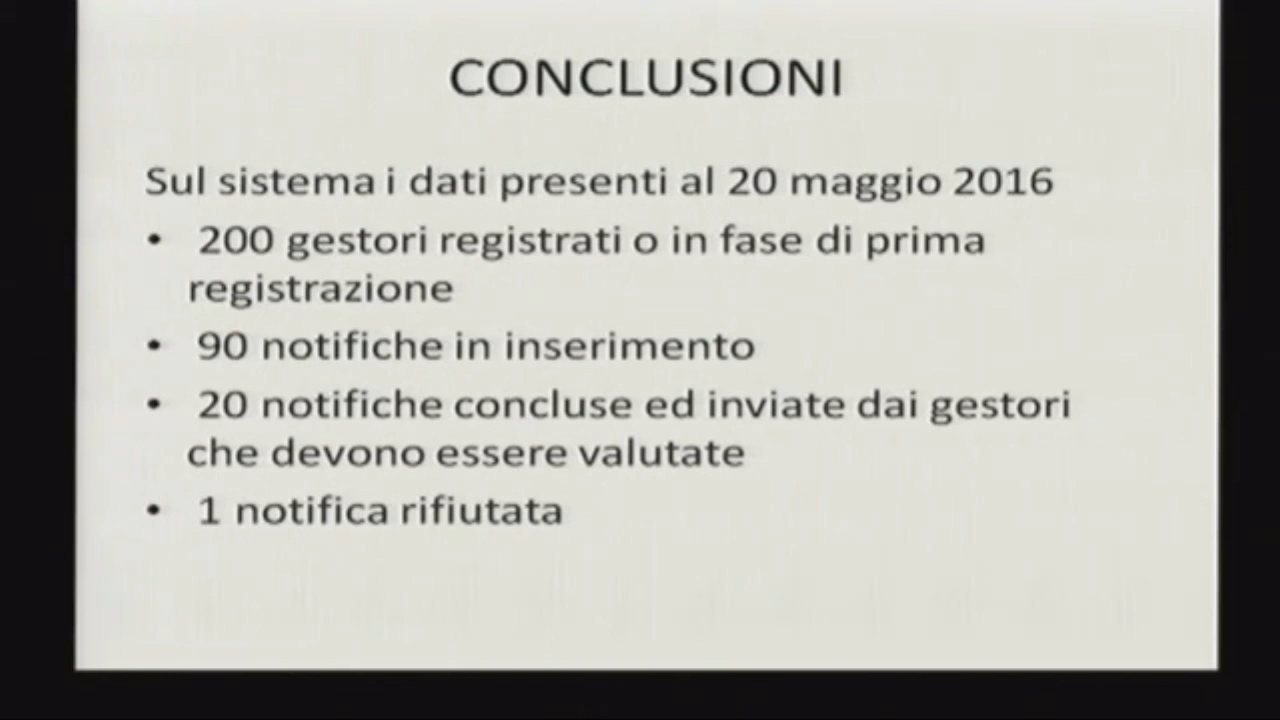 CONCLUSIONI
Sul sistema i dati presenti al 20 maggio 2016
• 200 gestori registrati o in fase di prima
registrazione
• 90 notifiche in inserimento
• 20 notifiche concluse ed inviate dai gestori
che devono essere valutate
• 1 notifica rifiutata